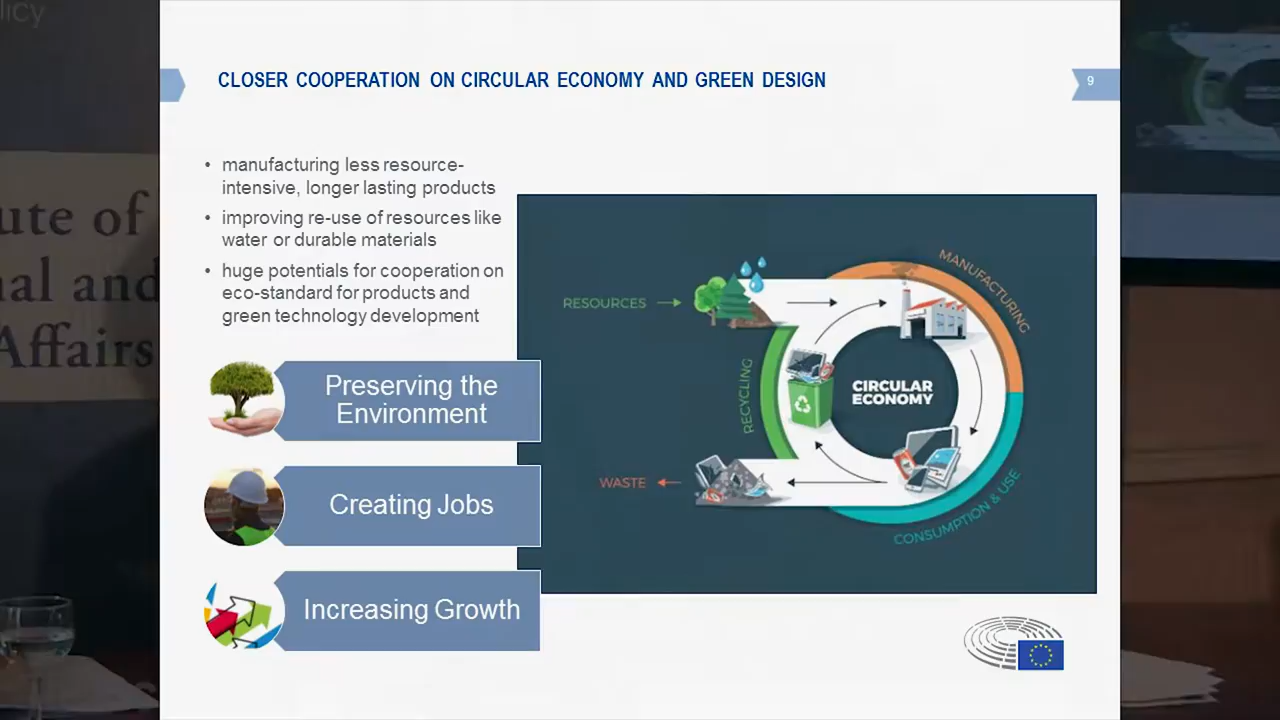 licy
ute of
nal and
Affairs
CLOSER COOPERATION ON CIRCULAR ECONOMY AND GREEN DESIGN
9
• manufacturing less resource-
intensive, longer lasting products
• improving re-use of resources like
water or durable materials
• huge potentials for cooperation on
eco-standard for products and
green technology development
Preserving the
Environment
Creating Jobs
Increasing Growth
RESOURCES
MANUFACTURING
RECYCLING
CIRCULAR
ECONOMY
WASTE
CONSUMPTION & USE